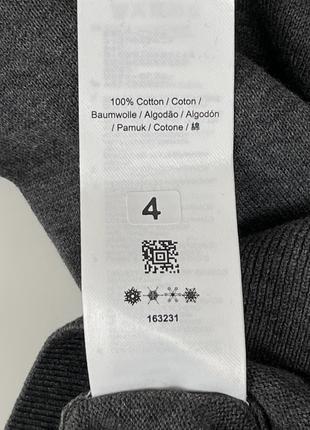 100% Cotton / Coton /
Baumwolle / Algodão / Algodón
/ Pamuk / Cotone / 綿
4
163231